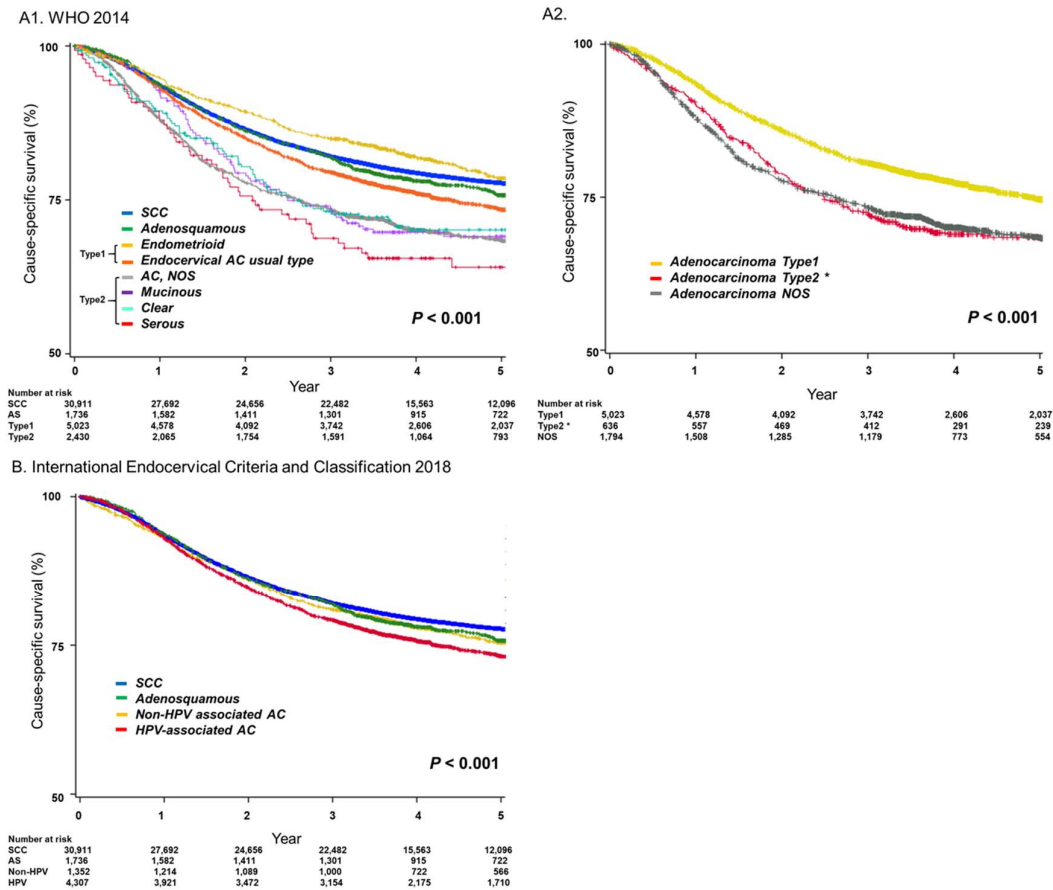 A1. WHO 2014
100
75
50
Cause-specific survival (%)
SCC
Adenosquamous
Endometrioid
Type1
Endocervical AC usual type
AC, NOS
Mucinous
Type2
Clear
Serous
P < 0.001
0 1 2 3 4 5
Year
Number at risk
SCC 30,911 27,692 24,656 22,482 15,563 12,096
AS 1,736 1,582 1,411 1,301 915 722
Type1 5,023 4,578 4,092 3,742 2,606 2,037
Type2 2,430 2,065 1,754 1,591 1,064 793
A2.
100
75
50
Cause-specific survival (%)
Adenocarcinoma Type1
Adenocarcinoma Type2 *
Adenocarcinoma NOS
P < 0.001
0 1 2 3 4 5
Year
Number at risk
Type1 5,023 4,578 4,092 3,742 2,606 2,037
Type2 * 636 557 469 412 291 239
NOS 1,794 1,508 1,285 1,179 773 554
B. International Endocervical Criteria and Classification 2018
100
75
50
Cause-specific survival (%)
SCC
Adenosquamous
Non-HPV associated AC
HPV-associated AC
P < 0.001
0 1 2 3 4 5
Year
Number at risk
SCC 30,911 27,692 24,656 22,482 15,563 12,096
AS 1,736 1,582 1,411 1,301 915 722
Non-HPV 1,352 1,214 1,089 1,000 722 566
HPV 4,307 3,921 3,472 3,154 2,175 1,710